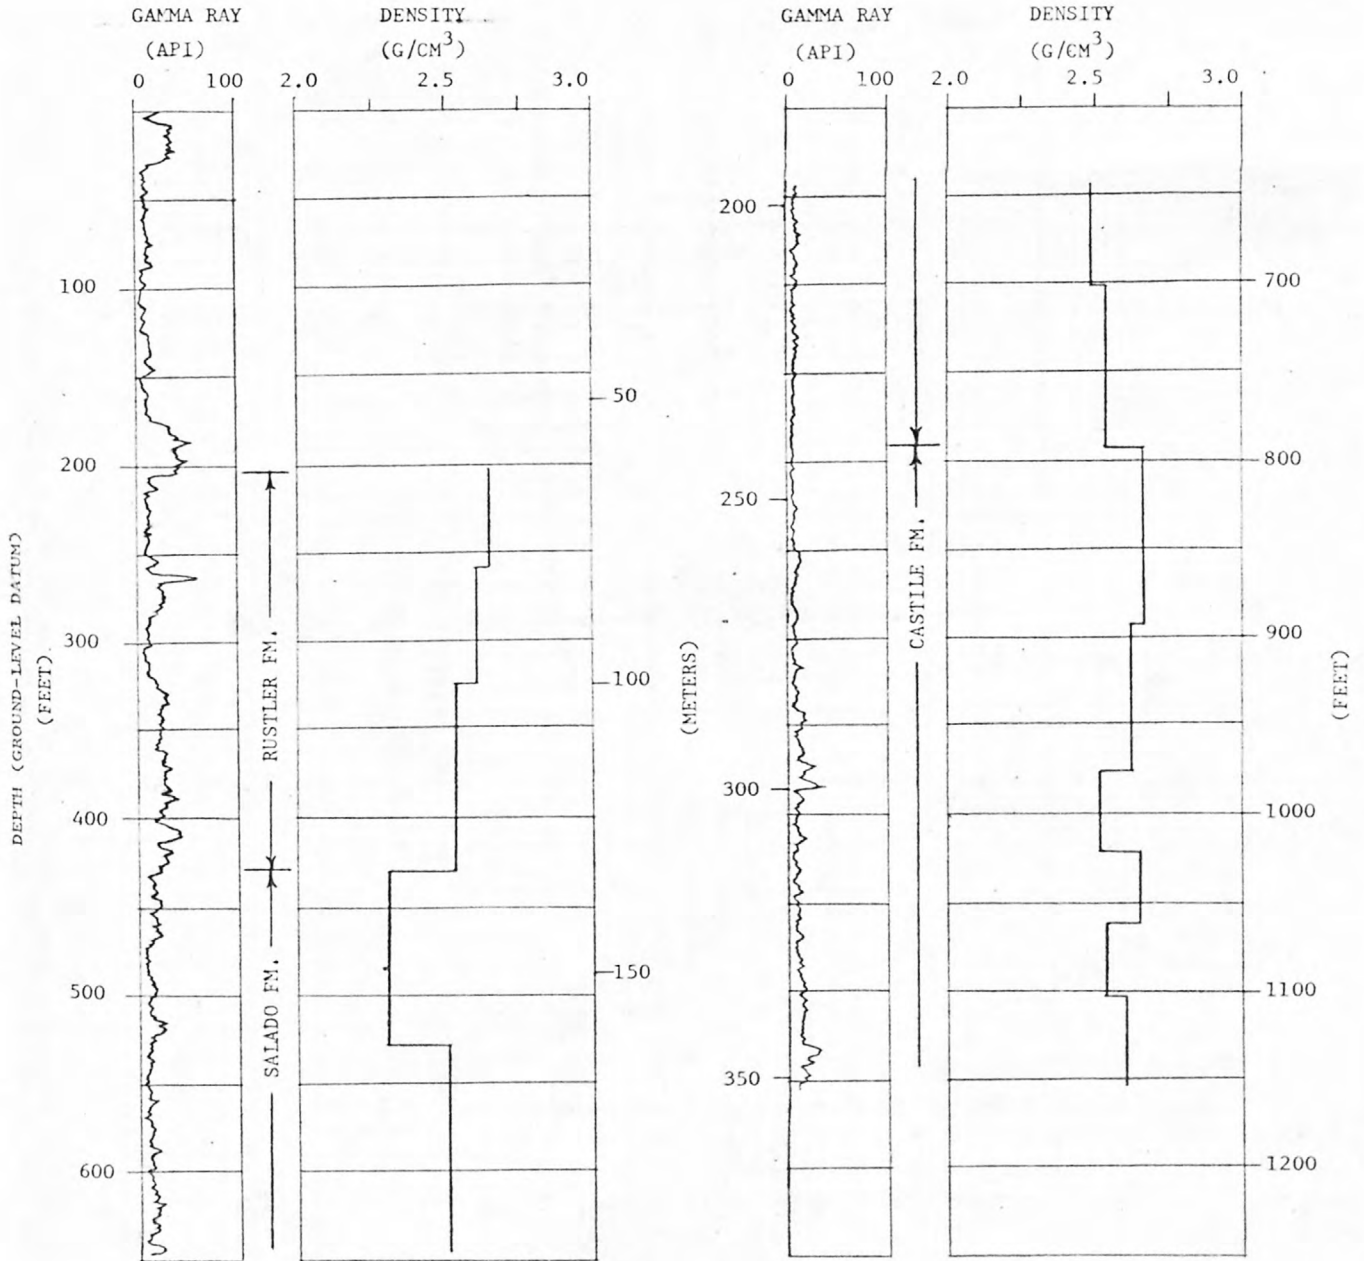 GAMMA RAY
(API)
0 100
DENSITY
(G/CM3)
2.0 2.5 3.0
DEPTH (GROUND-LEVEL DATUM)
(FEET)
100
200
300
400
500
600
RUSTLER FM.
SALADO FM.
50
100
150
(METERS)
GAMMA RAY
(API)
0 100
DENSITY
(G/CM3)
2.0 2.5 3.0
200
250
300
350
CASTILE FM.
700
800
900
1000
1100
1200
(FEET)